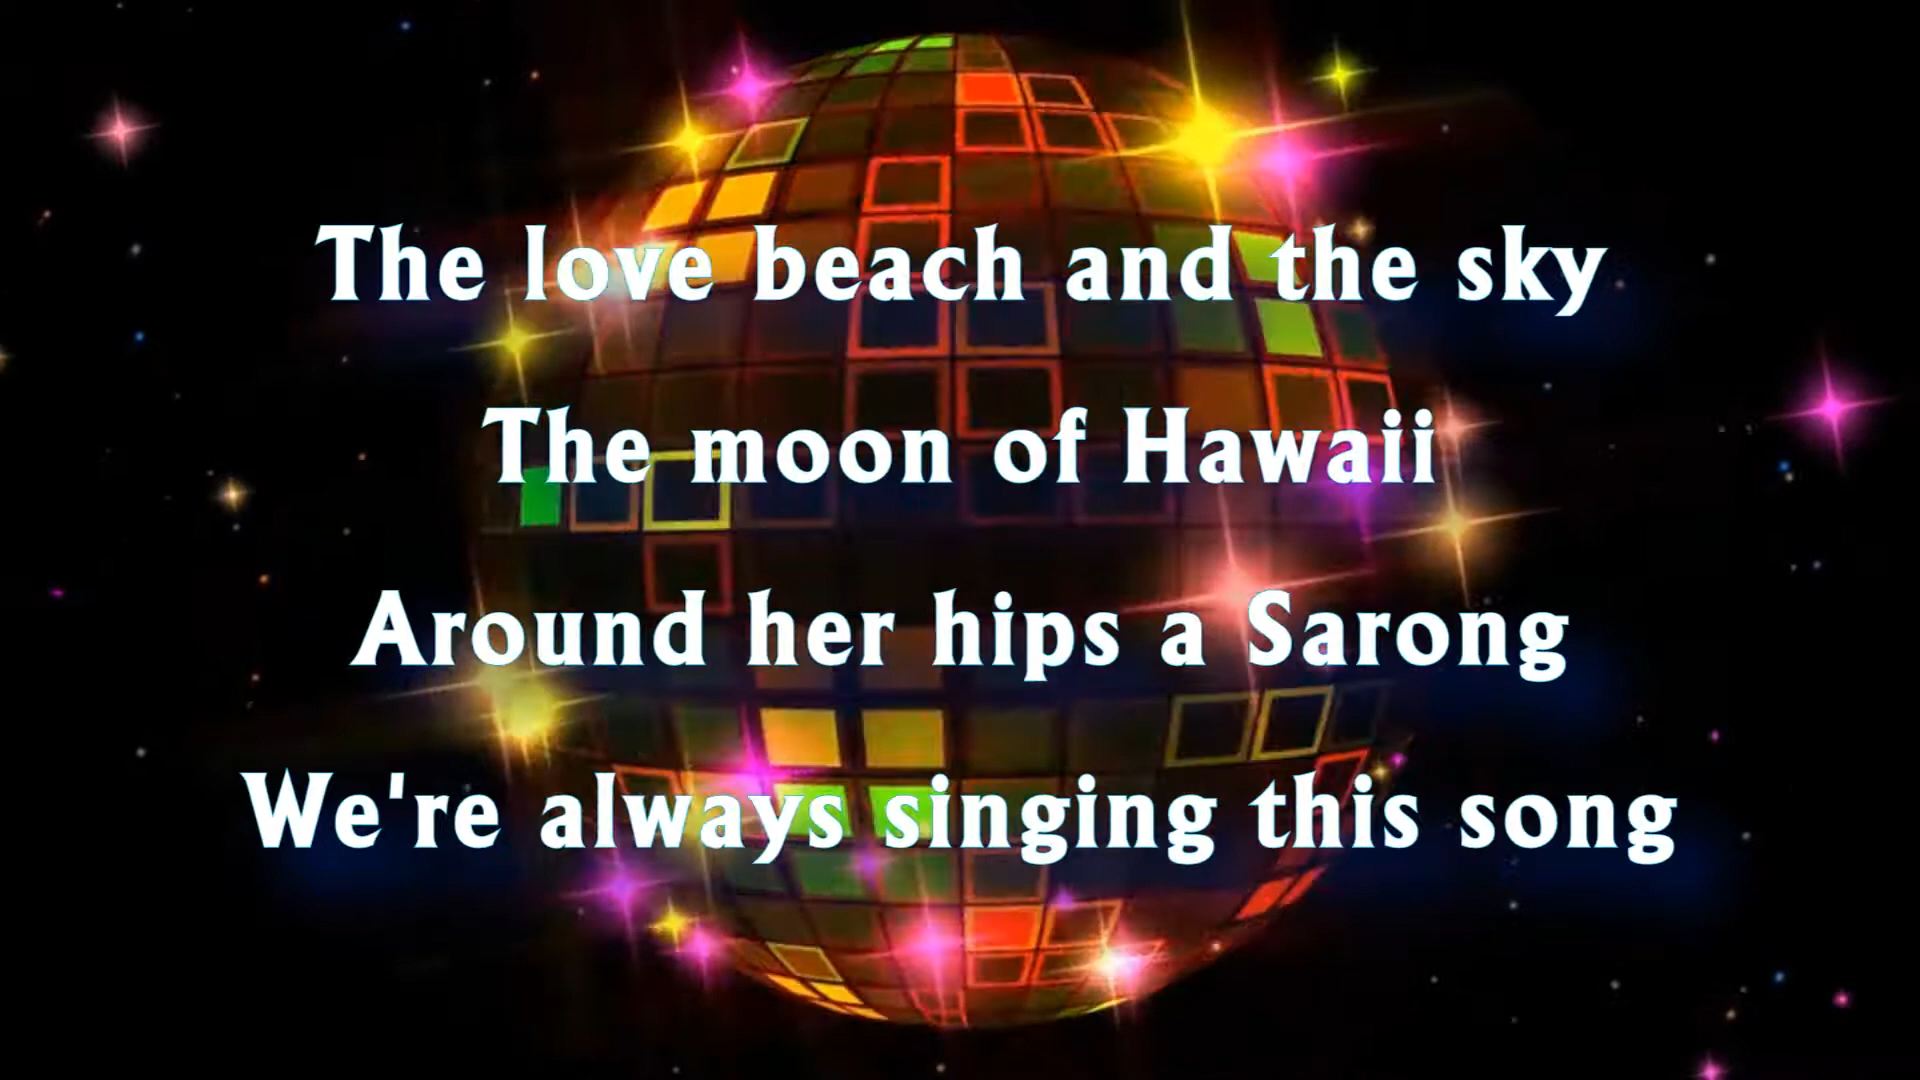 The love beach and the sky
The moon of Hawaii
Around her hips a Sarong
We're always singing this song